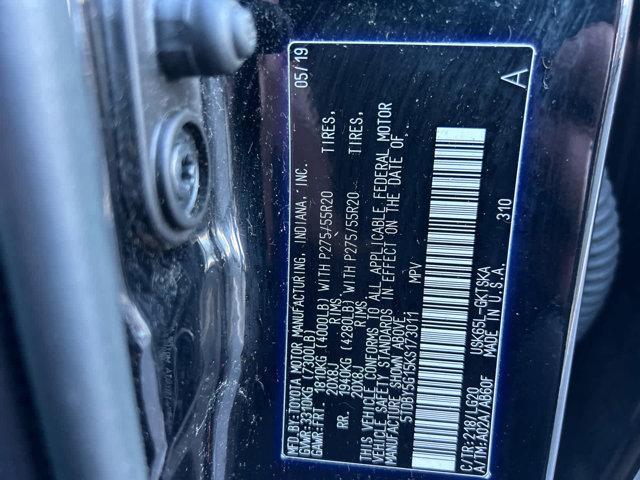 MFD.BY:TOYOTA MOTOR MANUFACTURING, INDIANA, INC. 05/19
GVWR:3310KG(7300LB)
GAWR:FRT. 1810KG(4000LB) WITH P275/55R20 TIRES,
20X8J RIMS
RR. 1940KG(4280LB) WITH P275/55R20 TIRES,
20X8J RIMS
THIS VEHICLE CONFORMS TO ALL APPLICABLE FEDERAL MOTOR
VEHICLE SAFETY STANDARDS IN EFFECT ON THE DATE OF
MANUFACTURE SHOWN ABOVE.
5TDBY5G15KS173011 MPV
310
C/TR:218/LG20 USK65L-GKTSKA
A/TM:A02A/AB60F MADE IN U.S.A. A